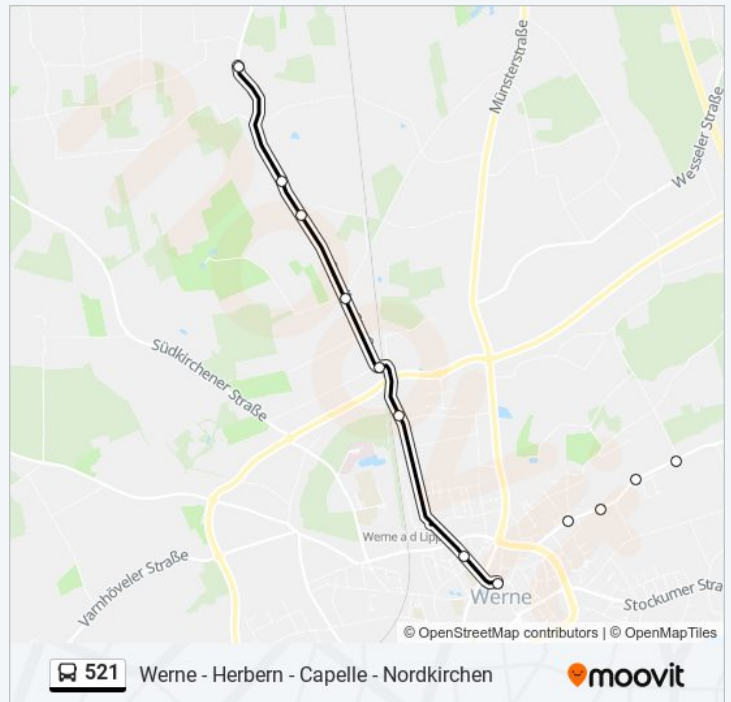 Münsterstraße
Wesseler Straße
Südkirchener Straße
Werne a d Lipp
Varnhöveler Straße
Werne
Stockumer Stra
© OpenStreetMap contributors | © OpenMapTiles
521 Werne - Herbern - Capelle - Nordkirchen
moovit